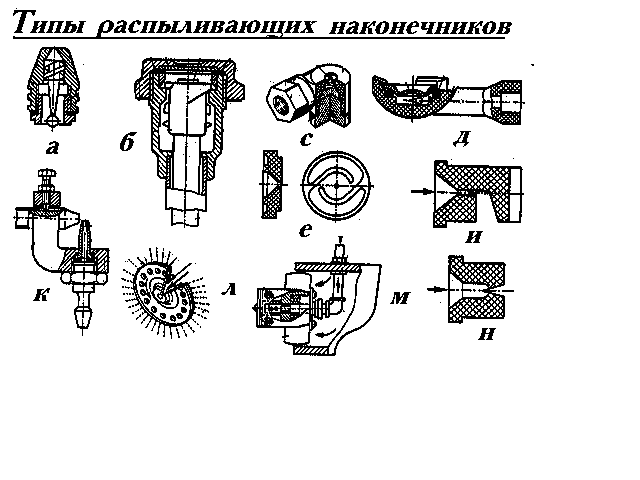 Типы распыливающих наконечников
а
б
с
д
е
и
к
л
м
н